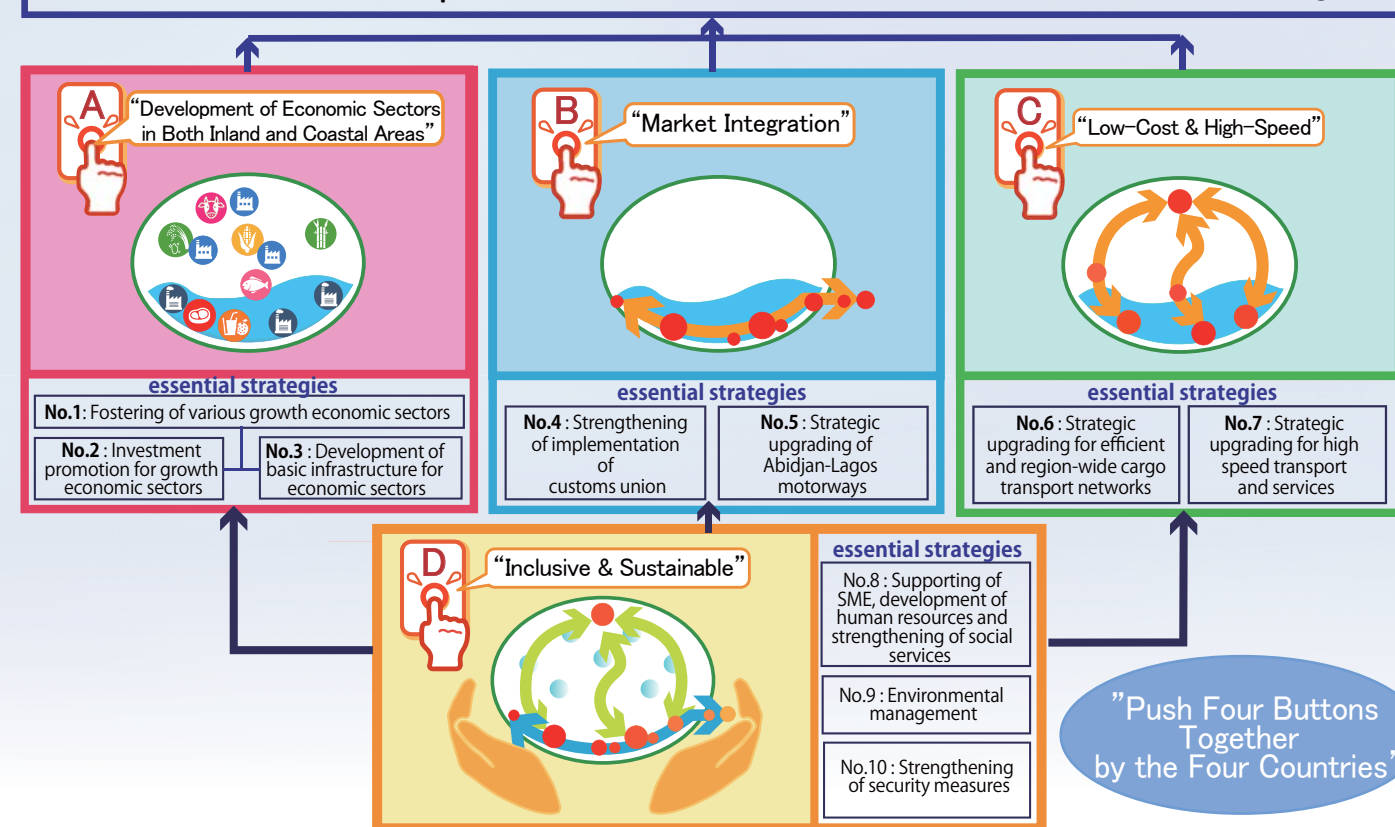 A
“Development of Economic Sectors
in Both Inland and Coastal Areas”
essential strategies
No.1: Fostering of various growth economic sectors
No.2 : Investment
promotion for growth
economic sectors
No.3 : Development of
basic infrastructure for
economic sectors
B
“Market Integration”
essential strategies
No.4 : Strengthening
of implementation
of
customs union
No.5 : Strategic
upgrading of
Abidjan-Lagos
motorways
C
“Low-Cost & High-Speed”
essential strategies
No.6 : Strategic
upgrading for efficient
and region-wide cargo
transport networks
No.7 : Strategic
upgrading for high
speed transport
and services
D
“Inclusive & Sustainable”
essential strategies
No.8 : Supporting of
SME, development of
human resources and
strengthening of social
services
No.9 : Environmental
management
No.10 : Strengthening
of security measures
”Push Four Buttons
Together
by the Four Countries”